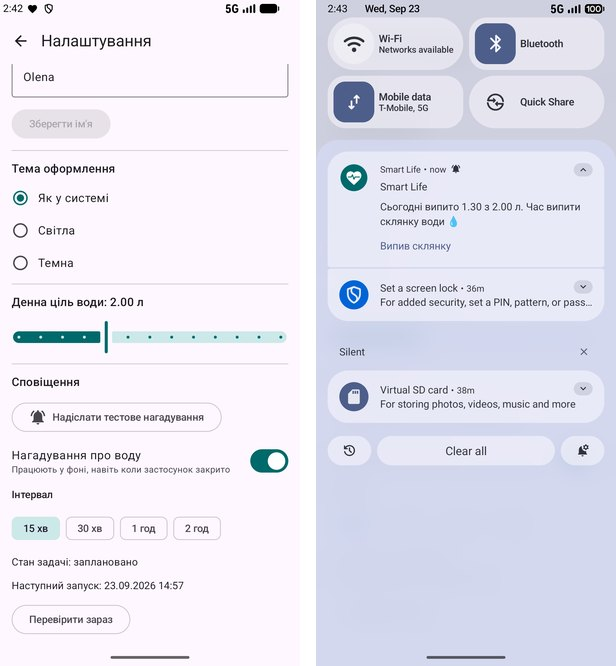 2:42
5G
Налаштування
Olena
Зберегти ім'я
Тема оформлення
Як у системі
Світла
Темна
Денна ціль води: 2.00 л
Сповіщення
Надіслати тестове нагадування
Нагадування про воду
Працюють у фоні, навіть коли застосунок закрито
Інтервал
15 хв
30 хв
1 год
2 год
Стан задачі: заплановано
Наступний запуск: 23.09.2026 14:57
Перевірити зараз
2:43 Wed, Sep 23
5G 100
Wi-Fi
Networks available
Bluetooth
Mobile data
T-Mobile, 5G
Quick Share
Smart Life • now
Smart Life
Сьогодні випито 1.30 з 2.00 л. Час випити
склянку води 💧
Випив склянку
Set a screen lock • 36m
For added security, set a PIN, pattern, or pass...
Silent
Virtual SD card • 38m
For storing photos, videos, music and more
Clear all